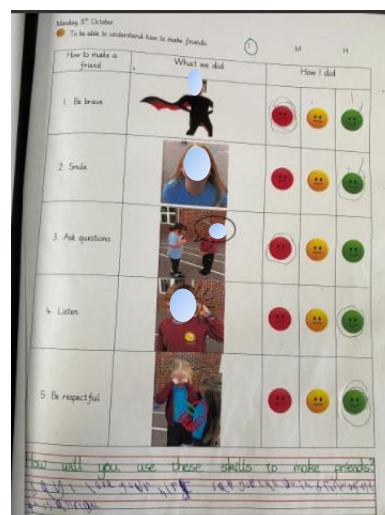 Monday 8th October
To be able to understand how to make friends.
I M H
How to make a friend
What we did
How I did
1. Be brave
2. Smile
3. Ask questions
4. Listen
5. Be respectful
How will you use these skills to make friends?